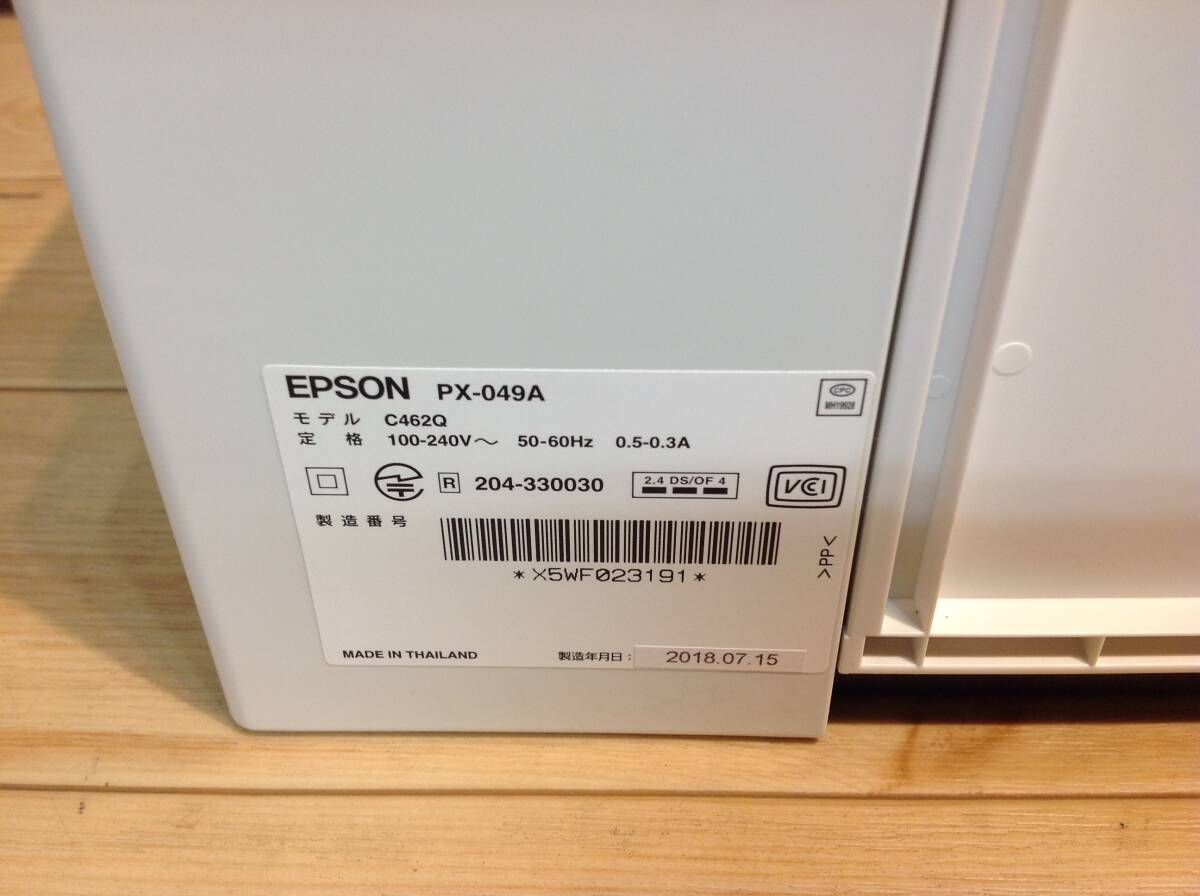 EPSON PX-049A
CPC
MH19928
モデル C462Q
定格 100-240V～ 50-60Hz 0.5-0.3A
R 204-330030
2.4 DS/OF 4
VCI
製造番号
*X5WF023191*
>PP<
MADE IN THAILAND
製造年月日: 2018.07.15